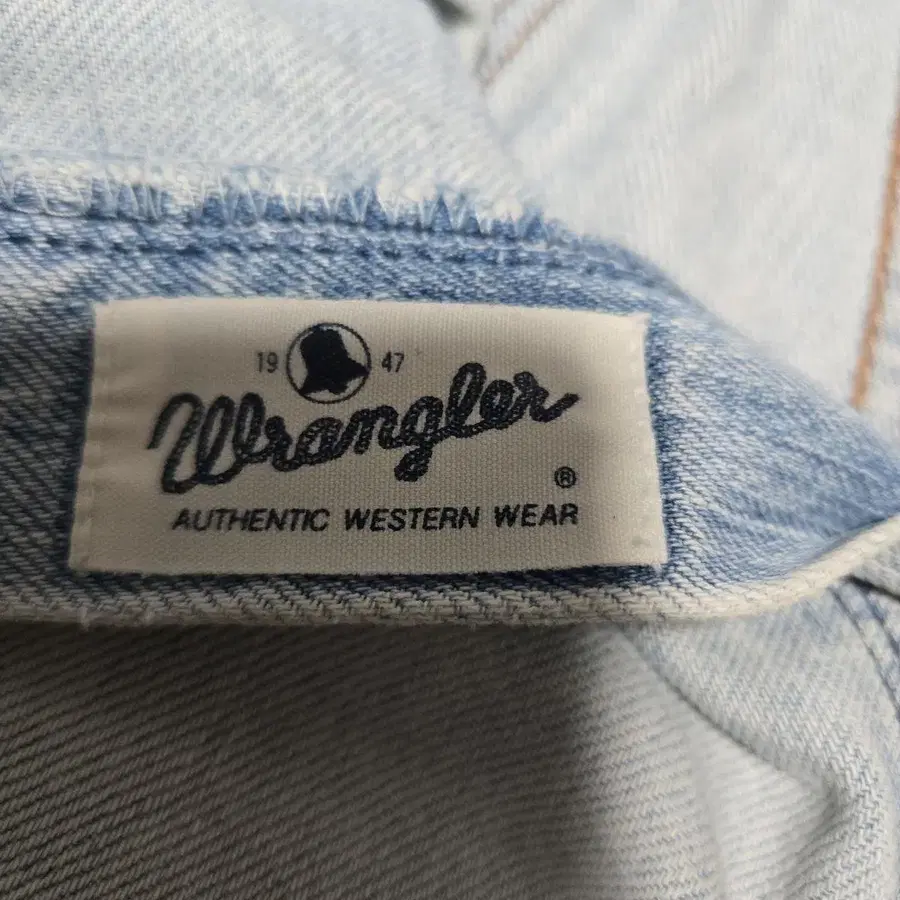 19 47
Wrangler
®
AUTHENTIC WESTERN WEAR